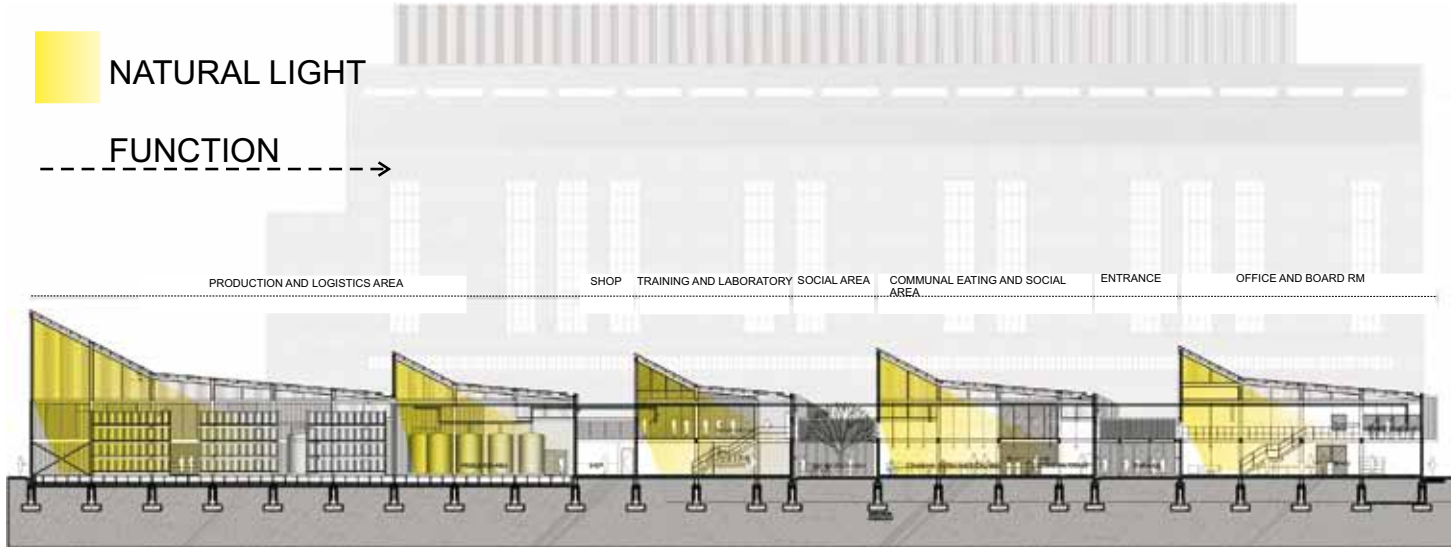 NATURAL LIGHT
FUNCTION
PRODUCTION AND LOGISTICS AREA
SHOP
TRAINING AND LABORATORY
SOCIAL AREA
COMMUNAL EATING AND SOCIAL
AREA
ENTRANCE
OFFICE AND BOARD RM